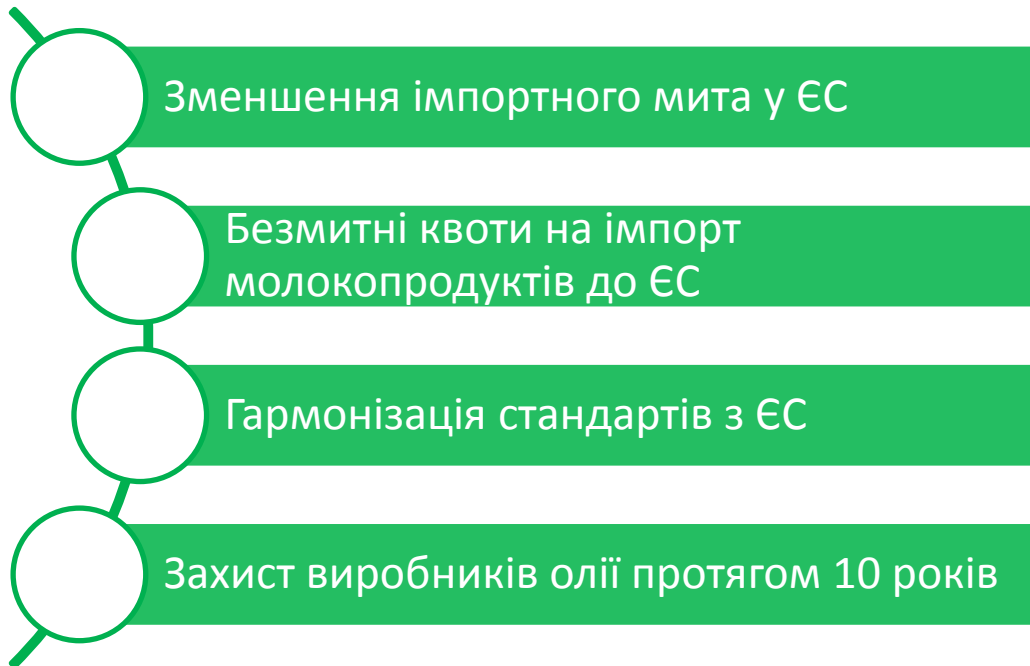 Зменшення імпортного мита у ЄС
Безмитні квоти на імпорт
молокопродуктів до ЄС
Гармонізація стандартів з ЄС
Захист виробників олії протягом 10 років